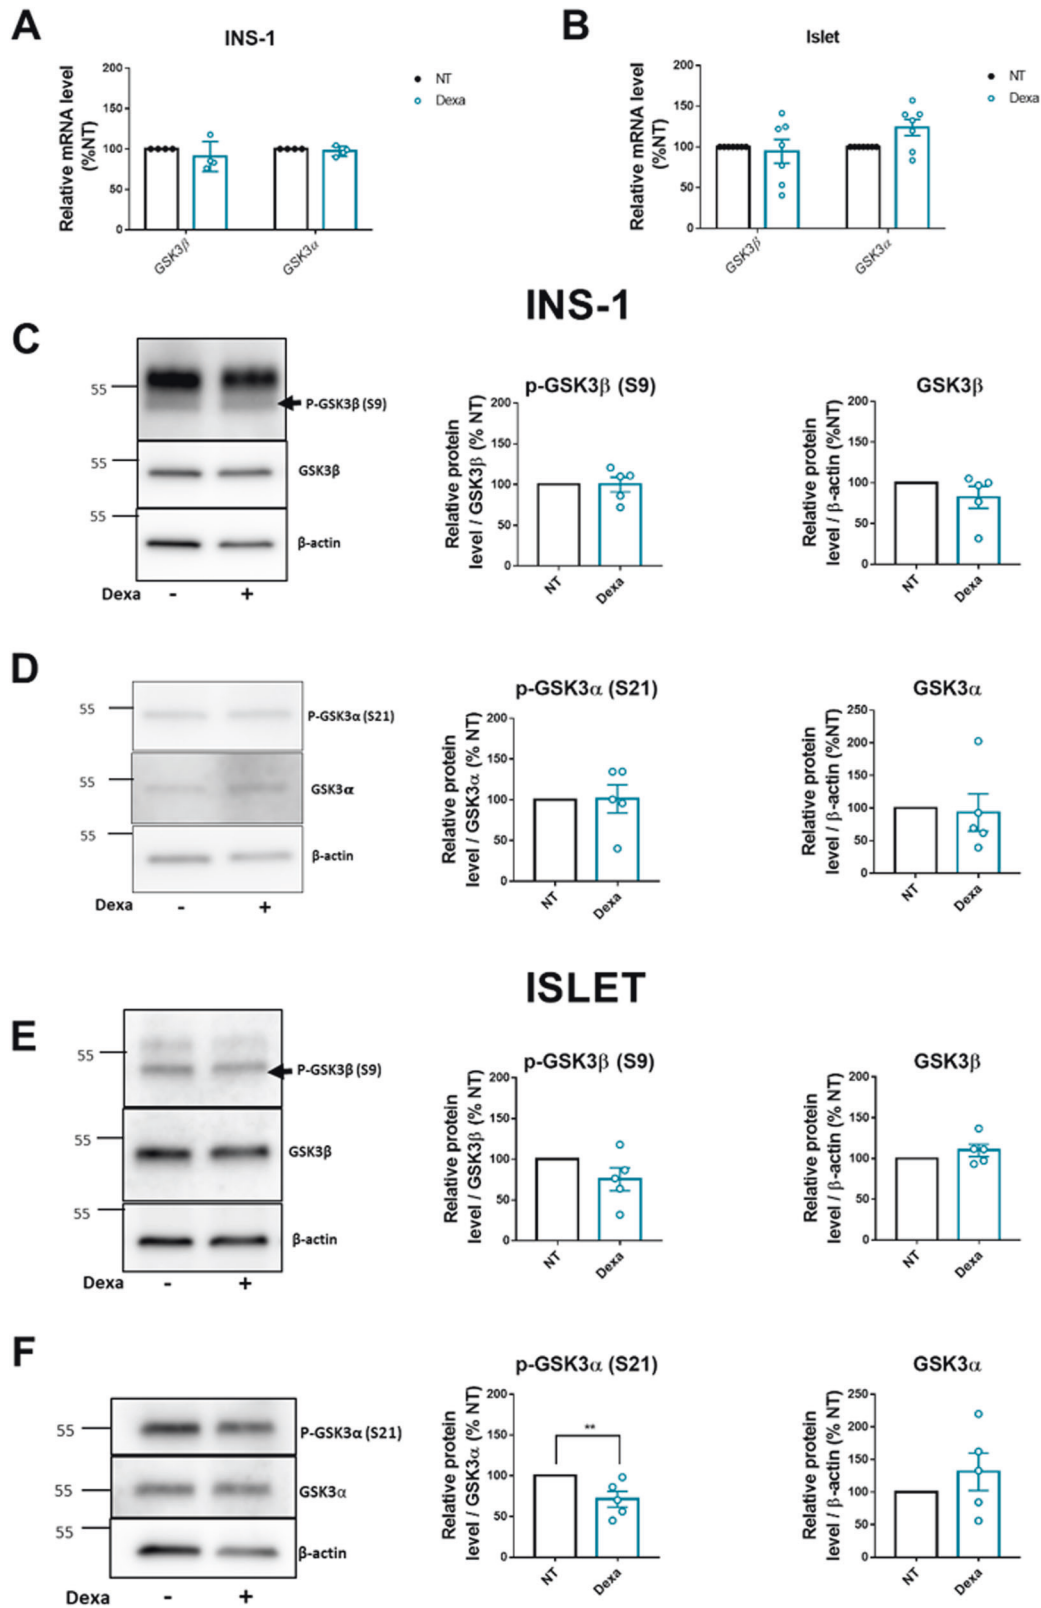 A
INS-1
Relative mRNA level
(%NT)
200
150
100
50
0
GSK3β
GSK3α
NT
Dexa
B
Islet
Relative mRNA level
(%NT)
200
150
100
50
0
GSK3β
GSK3α
NT
Dexa
INS-1
C
55
P-GSK3β (S9)
55
GSK3β
55
β-actin
Dexa - +
p-GSK3β (S9)
Relative protein
level / GSK3β (% NT)
200
150
100
50
0
NT
Dexa
GSK3β
Relative protein
level / β-actin (%NT)
200
150
100
50
0
NT
Dexa
D
55
P-GSK3α (S21)
55
GSK3α
55
β-actin
Dexa - +
p-GSK3α (S21)
Relative protein
level / GSK3α (% NT)
200
150
100
50
0
NT
Dexa
GSK3α
Relative protein
level / β-actin (%NT)
250
200
150
100
50
0
NT
Dexa
ISLET
E
55
P-GSK3β (S9)
55
GSK3β
55
β-actin
Dexa - +
p-GSK3β (S9)
Relative protein
level / GSK3β (% NT)
200
150
100
50
0
NT
Dexa
GSK3β
Relative protein
level / β-actin (% NT)
200
150
100
50
0
NT
Dexa
F
55
P-GSK3α (S21)
55
GSK3α
55
β-actin
Dexa - +
p-GSK3α (S21)
Relative protein
level / GSK3α (% NT)
200
150
100
50
0
**
NT
Dexa
GSK3α
Relative protein
level / β-actin (% NT)
250
200
150
100
50
0
NT
Dexa